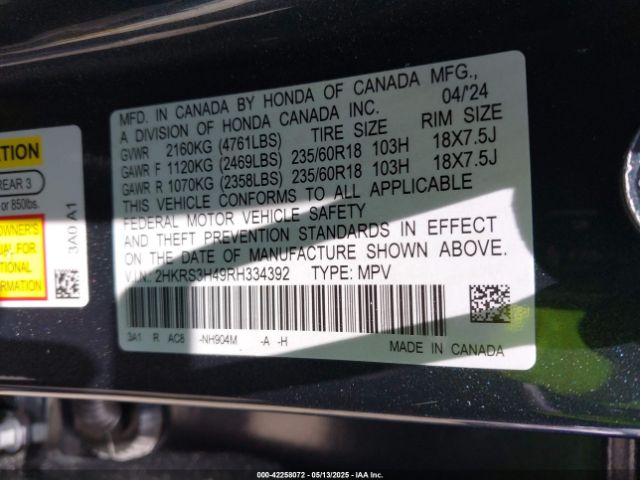 MFD. IN CANADA BY HONDA OF CANADA MFG.,
A DIVISION OF HONDA CANADA INC. 04/'24
GVWR 2160KG (4761LBS) TIRE SIZE RIM SIZE
GAWR F 1120KG (2469LBS) 235/60R18 103H 18X7.5J
GAWR R 1070KG (2358LBS) 235/60R18 103H 18X7.5J
THIS VEHICLE CONFORMS TO ALL APPLICABLE
FEDERAL MOTOR VEHICLE SAFETY
AND THEFT PREVENTION STANDARDS IN EFFECT
ON THE DATE OF MANUFACTURE SHOWN ABOVE.
V.I.N.: 2HKRS3H49RH334392 TYPE: MPV
3A1 R AC8 -NH904M -A -H
MADE IN CANADA
ATION
REAR 3
or 850lbs.
OWNER'S
NUAL FOR
TIONAL
RMATION
3A0 A1
000-42258072 - 05/13/2025 - IAA, Inc.